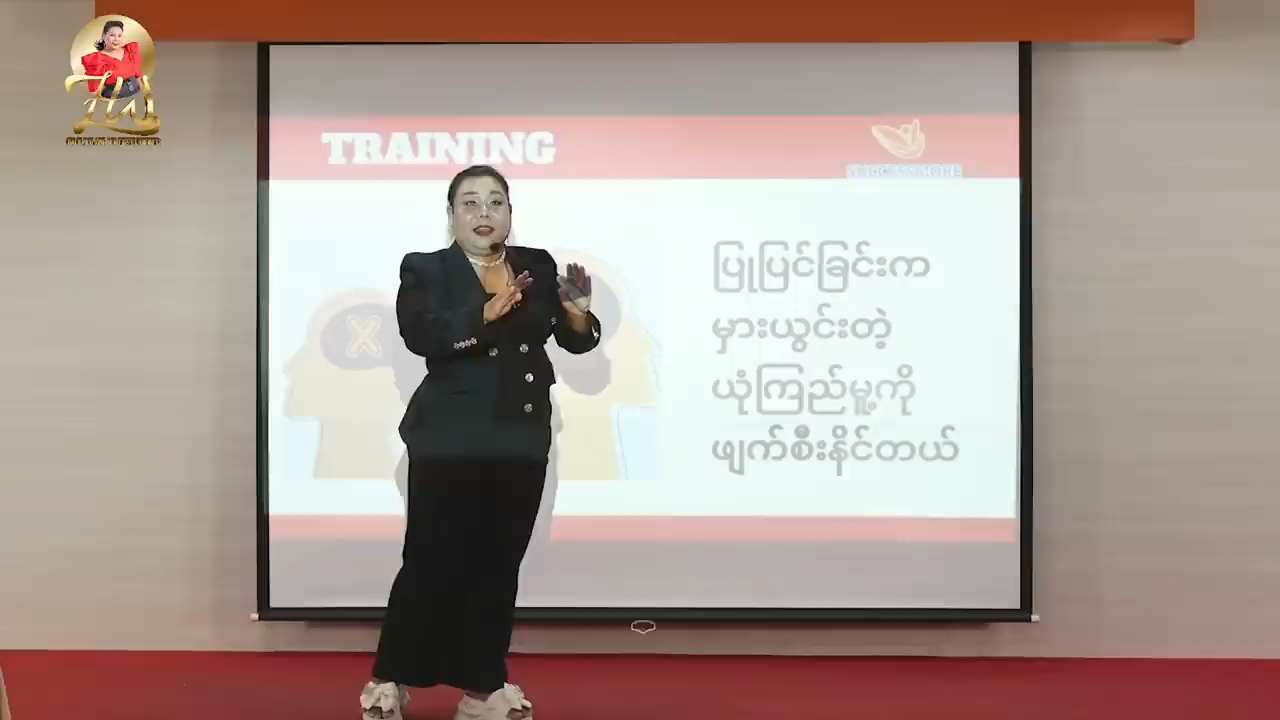 TRAINING
ပြုပြင်ခြင်းက
မှားယွင်းတဲ့
ယုံကြည်မှု့ကို
ဖျက်စီးနိုင်တယ်